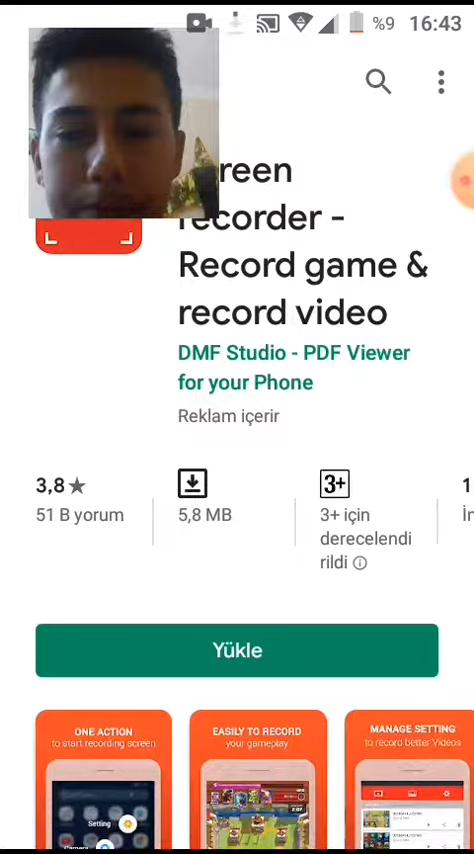 %9 16:43
reen
recorder -
Record game &
record video
DMF Studio - PDF Viewer
for your Phone
Reklam içerir
3,8★
51 B yorum
5,8 MB
3+
3+ için
derecelendi
rildi
1
Yükle
ONE ACTION
to start recording screen
Setting
EASILY TO RECORD
your gameplay
MANAGE SETTING
to record better Videos